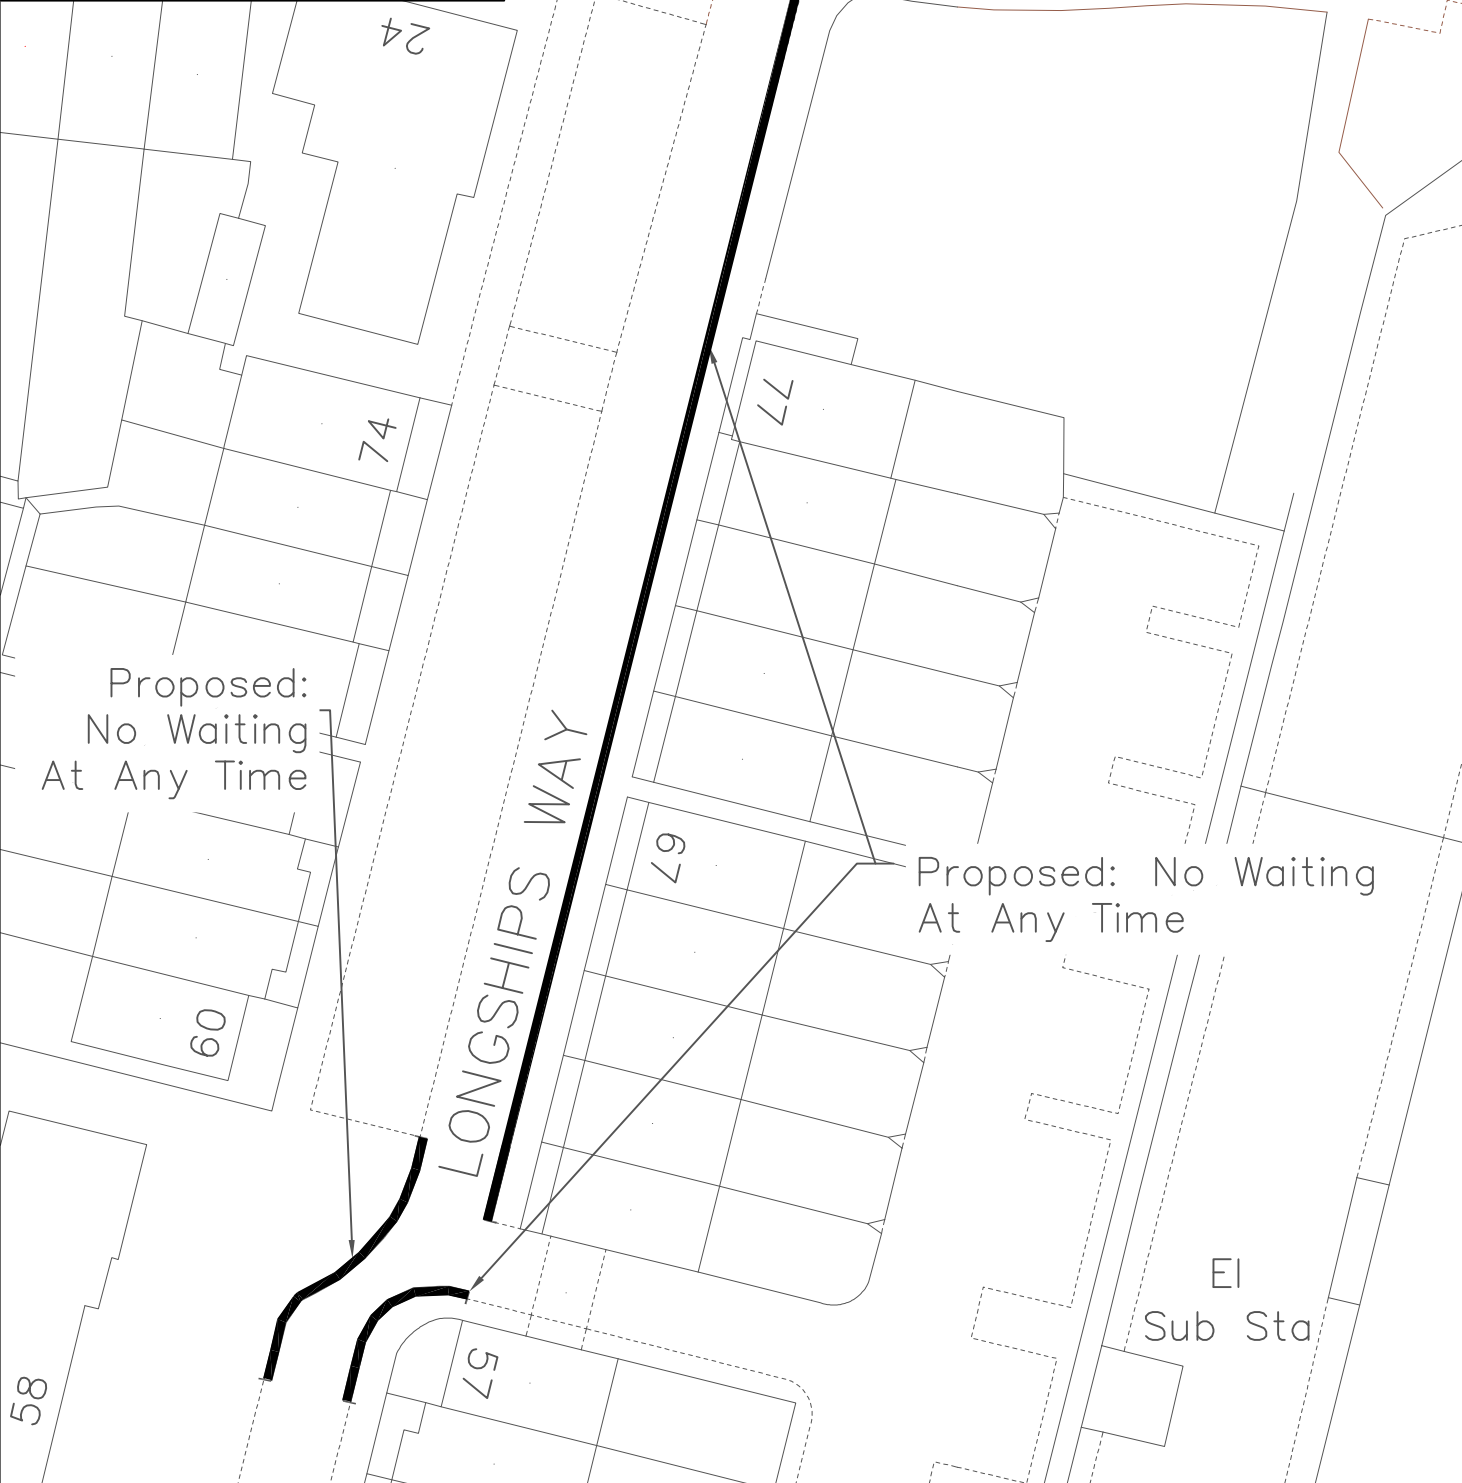 24
77
74
Proposed:
No Waiting
At Any Time
LONGSHIPS WAY
67
Proposed: No Waiting
At Any Time
60
El
Sub Sta
57
58